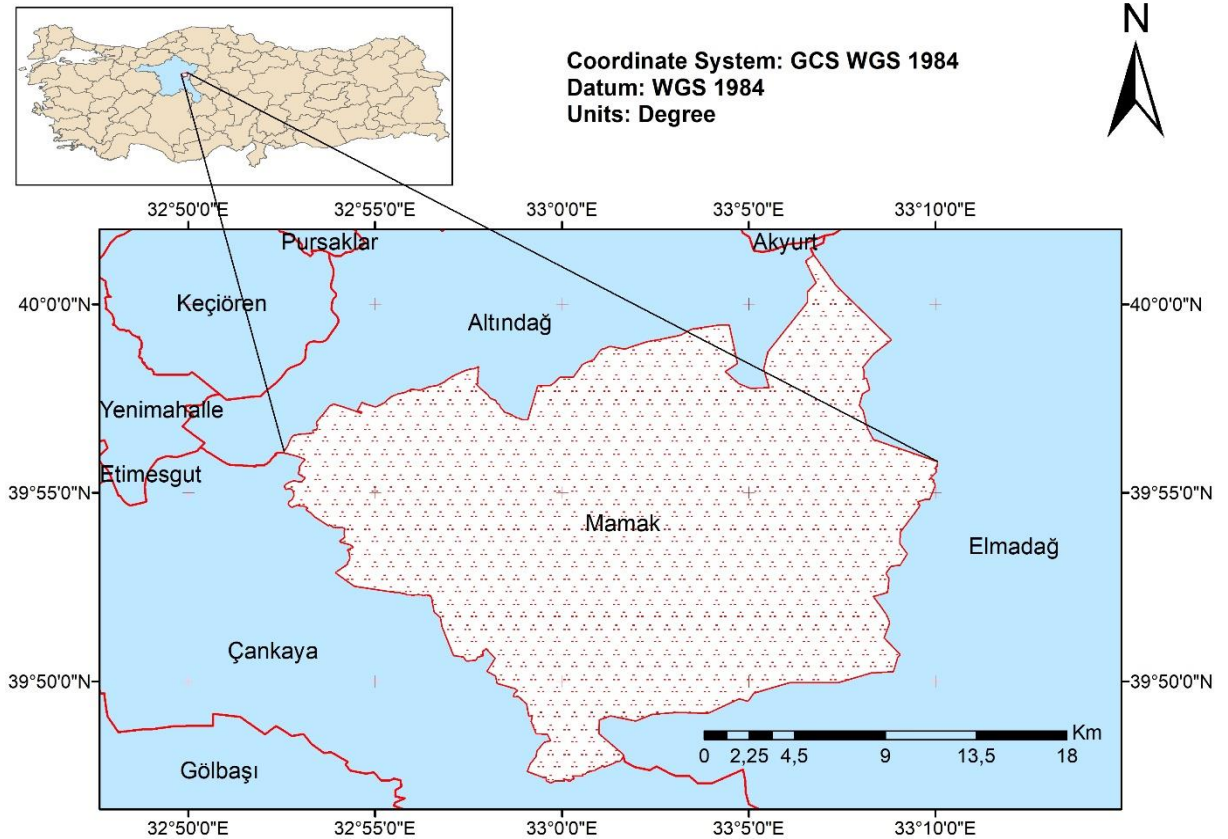 N
Coordinate System: GCS WGS 1984
Datum: WGS 1984
Units: Degree
32°50'0"E 32°55'0"E 33°0'0"E 33°5'0"E 33°10'0"E
Pursaklar Akyurt
40°0'0"N Keçiören 40°0'0"N
Altındağ
Yenimahalle
Etimesgut
39°55'0"N 39°55'0"N
Mamak
Elmadağ
Çankaya
39°50'0"N 39°50'0"N
Km
0 2,25 4,5 9 13,5 18
Gölbaşı
32°50'0"E 32°55'0"E 33°0'0"E 33°5'0"E 33°10'0"E